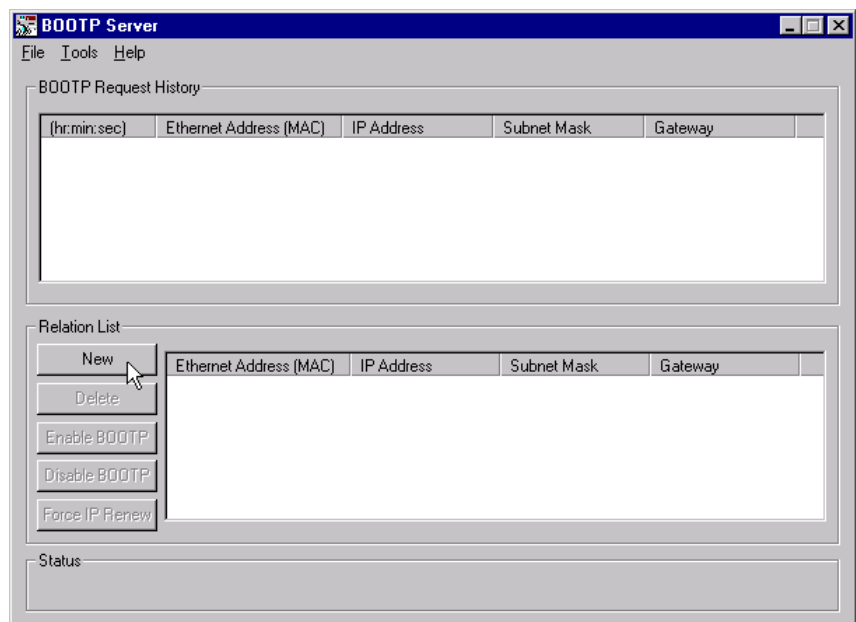 BOOTP Server
File Tools Help
BOOTP Request History
(hr:min:sec) Ethernet Address (MAC) IP Address Subnet Mask Gateway
Relation List
New
Ethernet Address (MAC) IP Address Subnet Mask Gateway
Delete
Enable BOOTP
Disable BOOTP
Force IP Renew
Status